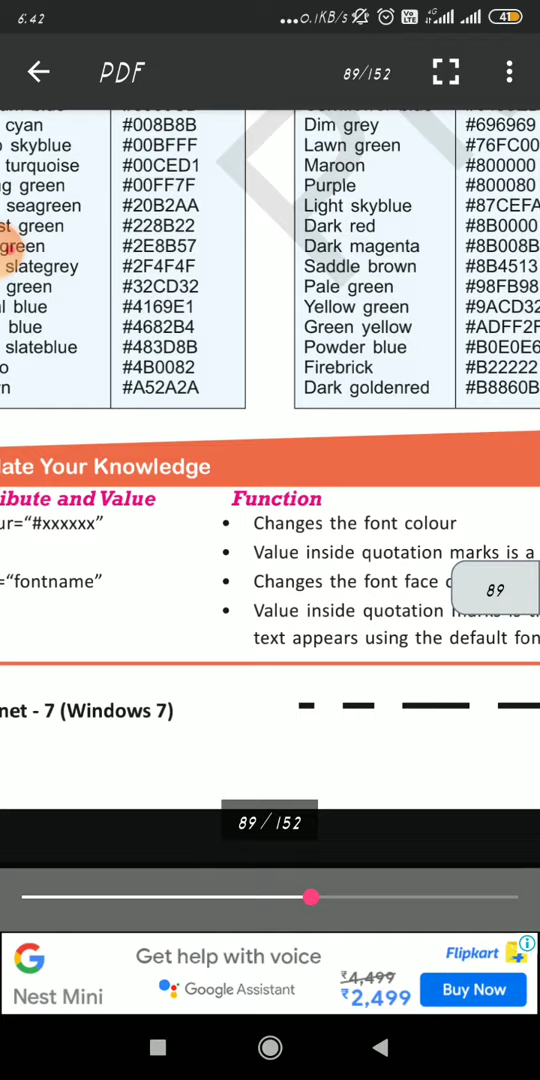 6.42
...0.1KB/s Vo LTE 4G 41
PDF 89/152
cyan #008B8B
skyblue #00BFFF
turquoise #00CED1
g green #00FF7F
seagreen #20B2AA
st green #228B22
green #2E8B57
slategrey #2F4F4F
green #32CD32
l blue #4169E1
blue #4682B4
slateblue #483D8B
o #4B0082
n #A52A2A
Dim grey #696969
Lawn green #76FC00
Maroon #800000
Purple #800080
Light skyblue #87CEFA
Dark red #8B0000
Dark magenta #8B008B
Saddle brown #8B4513
Pale green #98FB98
Yellow green #9ACD32
Green yellow #ADFF2F
Powder blue #B0E0E6
Firebrick #B22222
Dark goldenred #B8860B
late Your Knowledge
ibute and Value Function
ur="#xxxxxx" • Changes the font colour
• Value inside quotation marks is a
="fontname" • Changes the font face
• Value inside quotation
text appears using the default fon
89
net - 7 (Windows 7)
89 / 152
G
Nest Mini
Get help with voice
Google Assistant
Flipkart
₹4,499
₹2,499
Buy Now